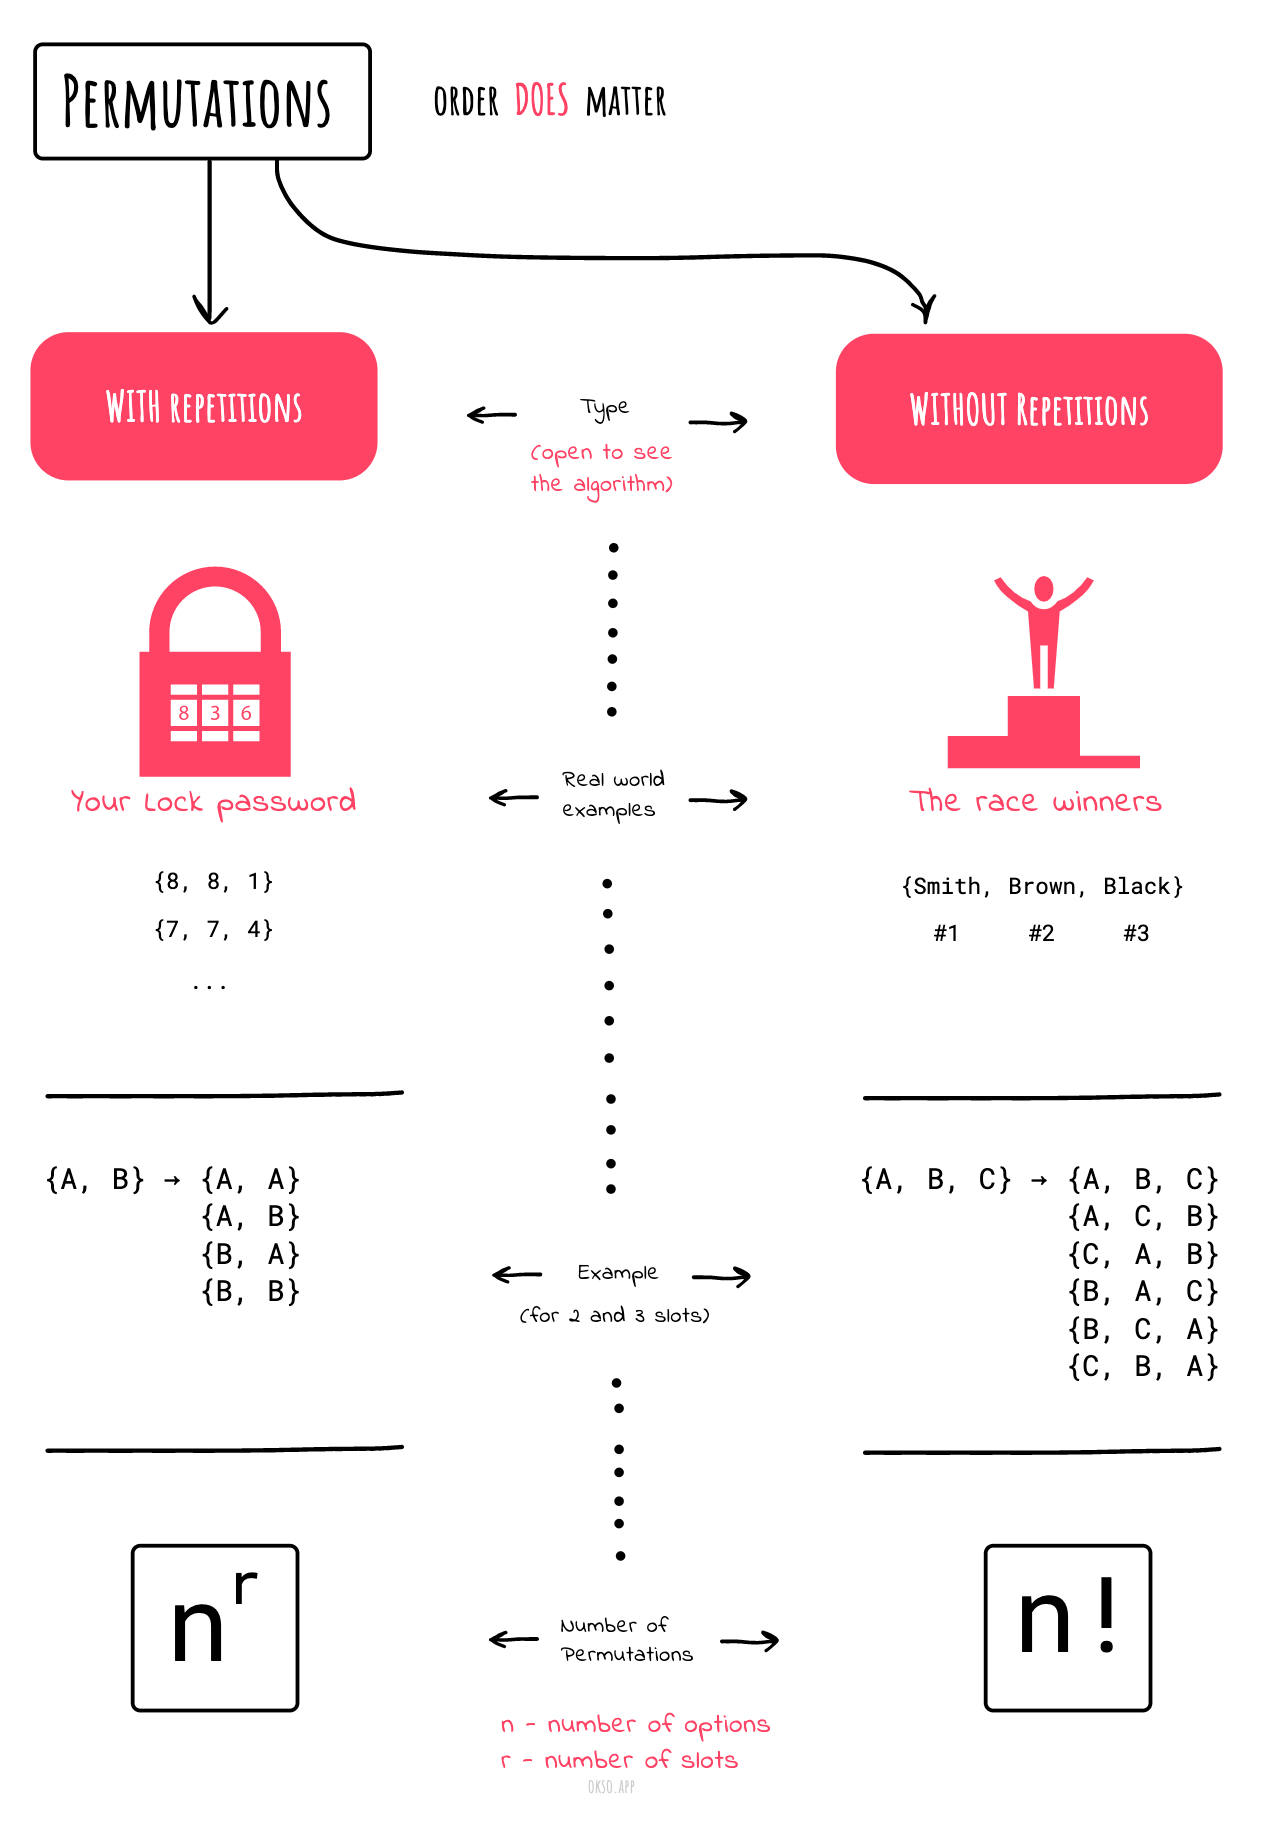 PERMUTATIONS
ORDER DOES MATTER
WITH REPETITIONS
Type
(open to see
the algorithm)
WITHOUT REPETITIONS
8 3 6
Your Lock password
Real world
examples
The race winners
{8, 8, 1}
{7, 7, 4}
...
{Smith, Brown, Black}
#1 #2 #3
{A, B} → {A, A}
{A, B}
{B, A}
{B, B}
Example
(for 2 and 3 slots)
{A, B, C} → {A, B, C}
{A, C, B}
{C, A, B}
{B, A, C}
{B, C, A}
{C, B, A}
n^r
Number of
Permutations
n!
n - number of options
r - number of slots
OKSO.APP